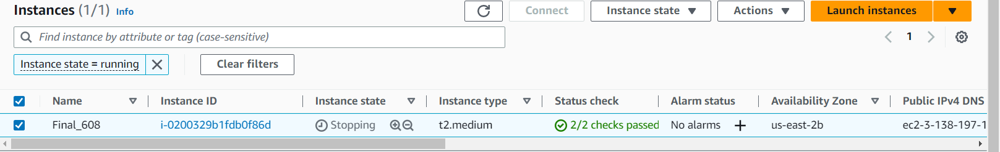 Instances (1/1) Info Connect Instance state Actions Launch instances
Find instance by attribute or tag (case-sensitive) 1
Instance state = running Clear filters
Name Instance ID Instance state Instance type Status check Alarm status Availability Zone Public IPv4 DNS
Final_608 i-0200329b1fdb0f86d Stopping t2.medium 2/2 checks passed No alarms + us-east-2b ec2-3-138-197-1